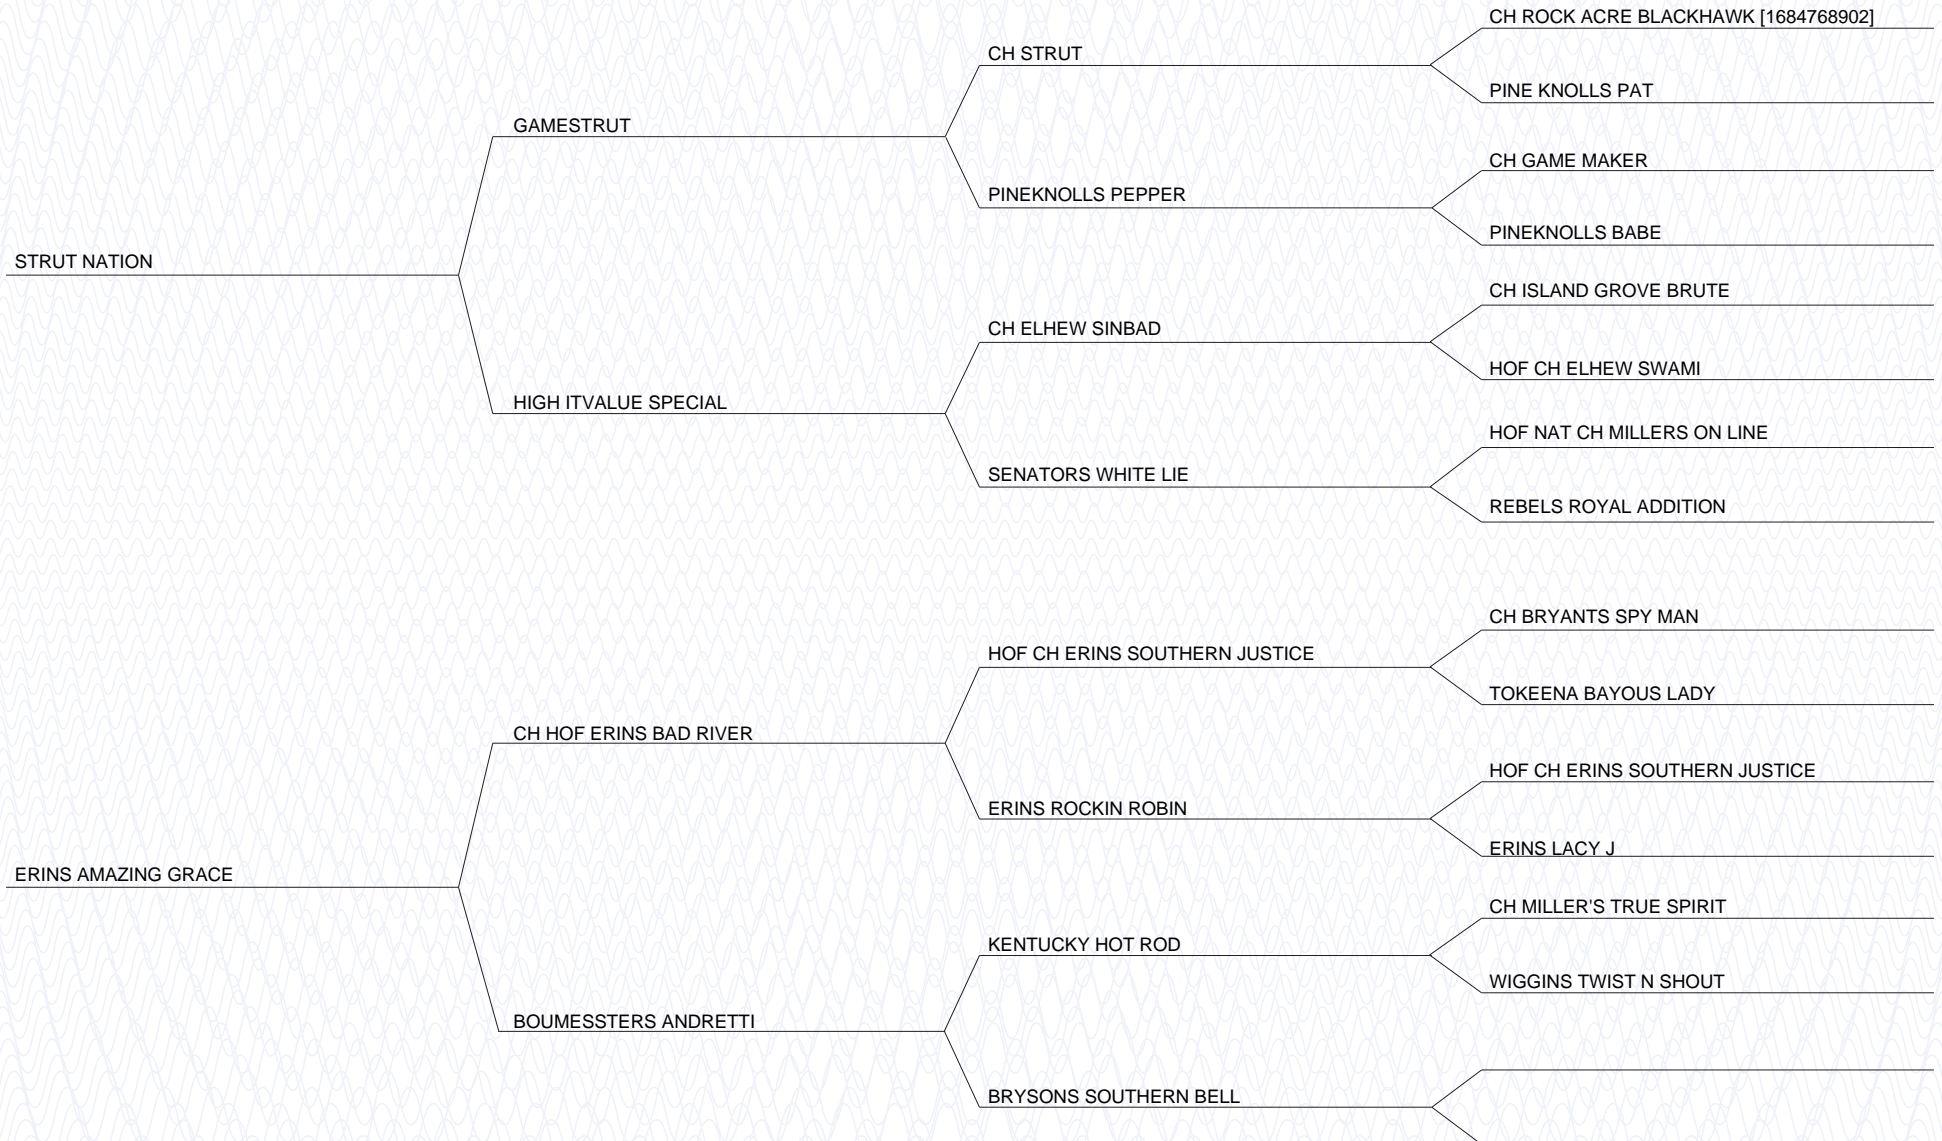 CH ROCK ACRE BLACKHAWK [1684768902]
CH STRUT
PINE KNOLLS PAT
GAMESTRUT
CH GAME MAKER
PINEKNOLLS PEPPER
PINEKNOLLS BABE
STRUT NATION
CH ISLAND GROVE BRUTE
CH ELHEW SINBAD
HOF CH ELHEW SWAMI
HIGH ITVALUE SPECIAL
HOF NAT CH MILLERS ON LINE
SENATORS WHITE LIE
REBELS ROYAL ADDITION
CH BRYANTS SPY MAN
HOF CH ERINS SOUTHERN JUSTICE
TOKEENA BAYOUS LADY
CH HOF ERINS BAD RIVER
HOF CH ERINS SOUTHERN JUSTICE
ERINS ROCKIN ROBIN
ERINS LACY J
ERINS AMAZING GRACE
CH MILLER'S TRUE SPIRIT
KENTUCKY HOT ROD
WIGGINS TWIST N SHOUT
BOUMESSTERS ANDRETTI
BRYSONS SOUTHERN BELL